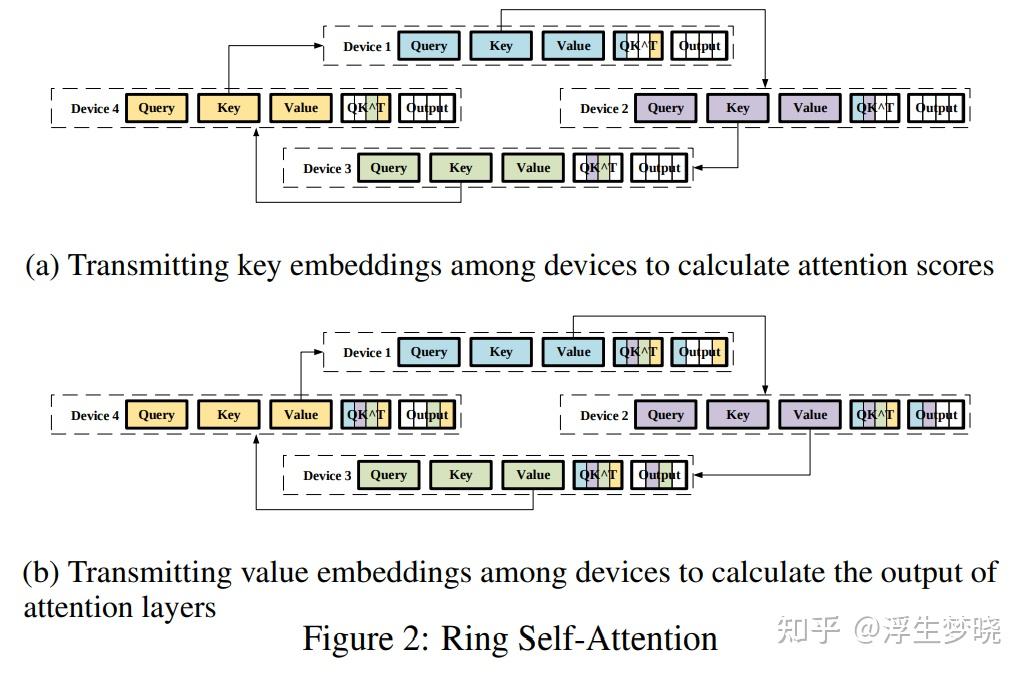 Device 1 Query Key Value QK^T Output
Device 4 Query Key Value QK^T Output
Device 2 Query Key Value QK^T Output
Device 3 Query Key Value QK^T Output
(a) Transmitting key embeddings among devices to calculate attention scores
Device 1 Query Key Value QK^T Output
Device 4 Query Key Value QK^T Output
Device 2 Query Key Value QK^T Output
Device 3 Query Key Value QK^T Output
(b) Transmitting value embeddings among devices to calculate the output of
attention layers
Figure 2: Ring Self-Attention
知乎 @浮生梦晓